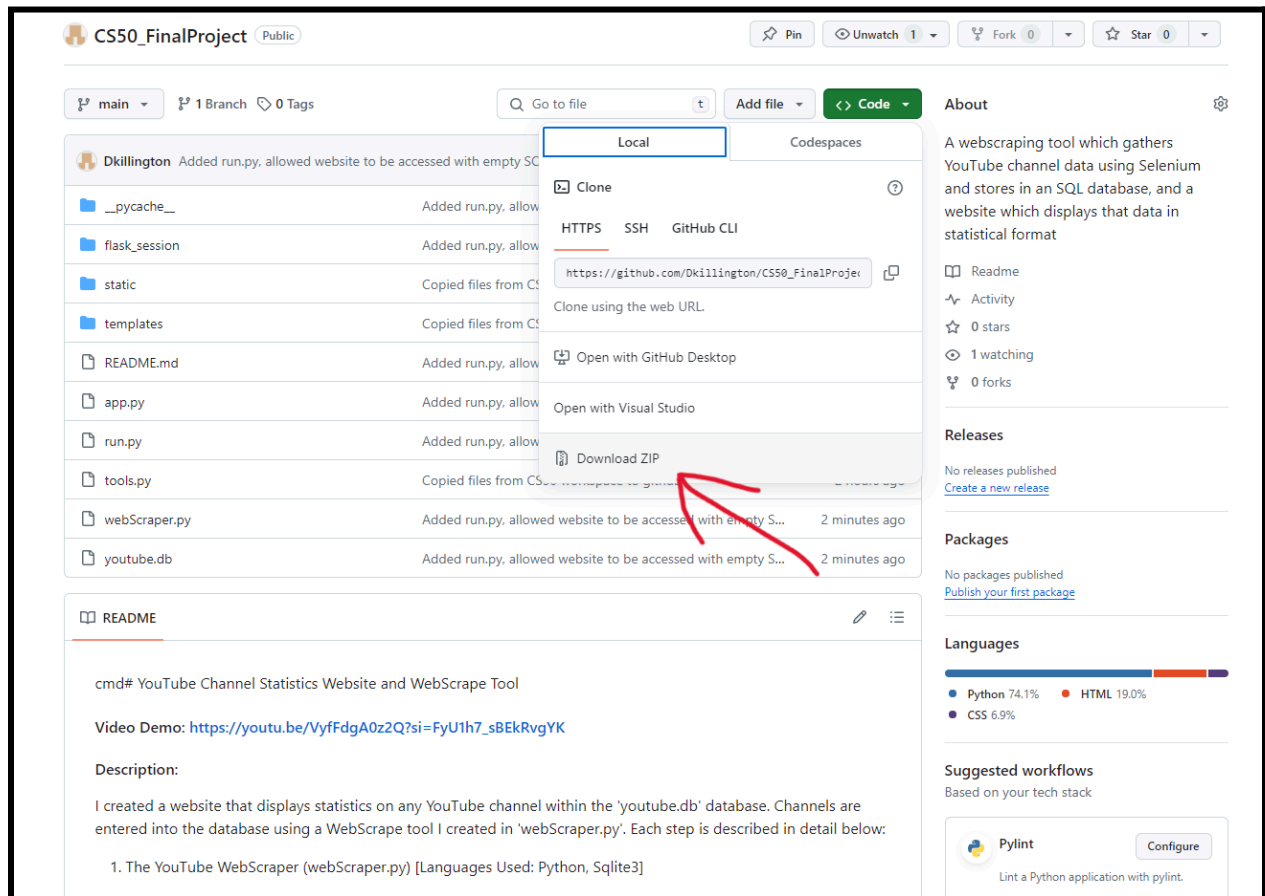 CS50_FinalProject Public
Pin Unwatch 1 Fork 0 Star 0
main 1 Branch 0 Tags Go to file t Add file <> Code
Local Codespaces
Clone
HTTPS SSH GitHub CLI
https://github.com/Dkillington/CS50_FinalProjec
Clone using the web URL.
Open with GitHub Desktop
Open with Visual Studio
Download ZIP
Dkillington Added run.py, allowed website to be accessed with empty SQ
__pycache__ Added run.py, allow
flask_session Added run.py, allow
static Copied files from CS
templates Copied files from CS
README.md Added run.py, allow
app.py Added run.py, allow
run.py Added run.py, allow
tools.py Copied files from CS50 workspace to github 2 hours ago
webScraper.py Added run.py, allowed website to be accessed with empty S... 2 minutes ago
youtube.db Added run.py, allowed website to be accessed with empty S... 2 minutes ago
README
cmd# YouTube Channel Statistics Website and WebScrape Tool
Video Demo: https://youtu.be/VyfFdgA0z2Q?si=FyU1h7_sBEkRvgYK
Description:
I created a website that displays statistics on any YouTube channel within the 'youtube.db' database. Channels are
entered into the database using a WebScrape tool I created in 'webScraper.py'. Each step is described in detail below:
1. The YouTube WebScraper (webScraper.py) [Languages Used: Python, Sqlite3]
About
A webscraping tool which gathers
YouTube channel data using Selenium
and stores in an SQL database, and a
website which displays that data in
statistical format
Readme
Activity
0 stars
1 watching
0 forks
Releases
No releases published
Create a new release
Packages
No packages published
Publish your first package
Languages
Python 74.1% HTML 19.0%
CSS 6.9%
Suggested workflows
Based on your tech stack
Pylint Configure
Lint a Python application with pylint.